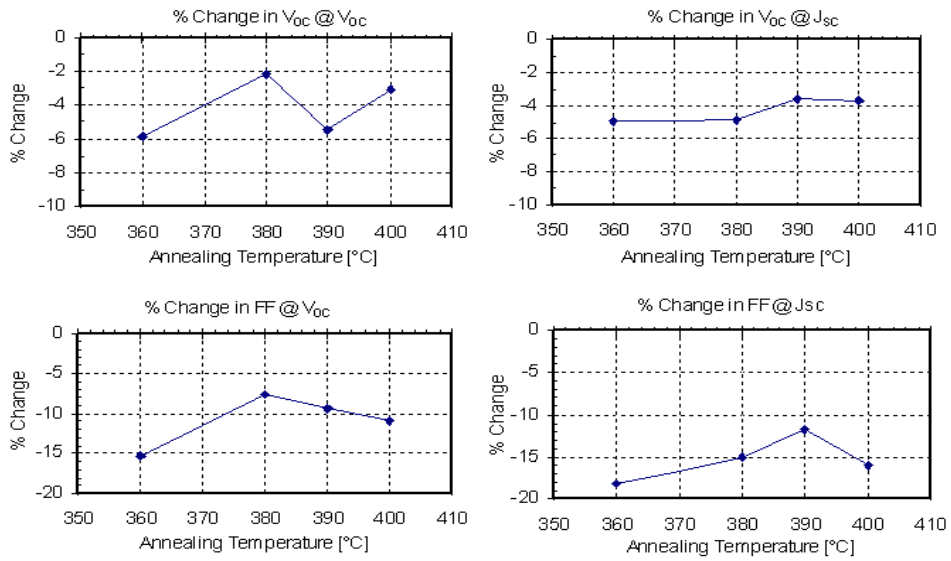 % Change in Voc @ Voc
0
-2
-4
-6
-8
-10
% Change
350 360 370 380 390 400 410
Annealing Temperature [°C]
% Change in Voc @ Jsc
0
-2
-4
-6
-8
-10
% Change
350 360 370 380 390 400 410
Annealing Temperature [°C]
% Change in FF @ Voc
0
-5
-10
-15
-20
% Change
350 360 370 380 390 400 410
Annealing Temperature [°C]
% Change in FF @ Jsc
0
-5
-10
-15
-20
% Change
350 360 370 380 390 400 410
Annealing Temperature [°C]